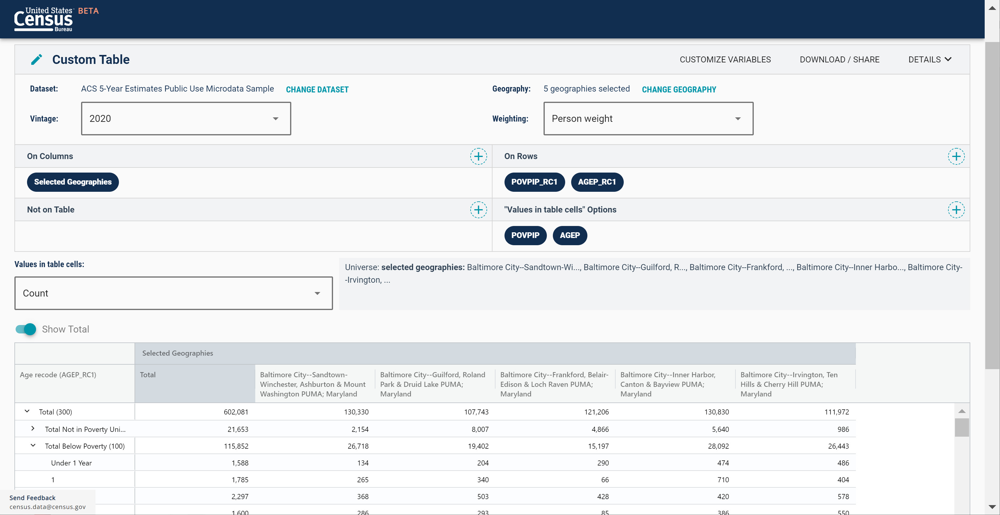 United States™ BETA
Census
Bureau
Custom Table
CUSTOMIZE VARIABLES DOWNLOAD / SHARE DETAILS
Dataset: ACS 5-Year Estimates Public Use Microdata Sample CHANGE DATASET
Geography: 5 geographies selected CHANGE GEOGRAPHY
Vintage: 2020
Weighting: Person weight
On Columns
On Rows
Selected Geographies
POVPIP_RC1 AGEP_RC1
Not on Table
"Values in table cells" Options
POVPIP AGEP
Values in table cells:
Count
Universe: selected geographies: Baltimore City--Sandtown-Wi..., Baltimore City--Guilford, R..., Baltimore City--Frankford, ..., Baltimore City--Inner Harbo..., Baltimore City-
-Irvington, ...
Show Total
Selected Geographies
Age recode (AGEP_RC1)
Total
Baltimore City--Sandtown-
Winchester, Ashburton & Mount
Washington PUMA; Maryland
Baltimore City--Guilford, Roland
Park & Druid Lake PUMA;
Maryland
Baltimore City--Frankford, Belair-
Edison & Loch Raven PUMA;
Maryland
Baltimore City--Inner Harbor,
Canton & Bayview PUMA;
Maryland
Baltimore City--Irvington, Ten
Hills & Cherry Hill PUMA;
Maryland
Total (300) 602,081 130,330 107,743 121,206 130,830 111,972
Total Not in Poverty Uni... 21,653 2,154 8,007 4,866 5,640 986
Total Below Poverty (100) 115,852 26,718 19,402 15,197 28,092 26,443
Under 1 Year 1,588 134 204 290 474 486
1 1,785 265 340 66 710 404
2,297 368 503 428 420 578
1,600 286 293 85 386 550
Send Feedback
census.data@census.gov